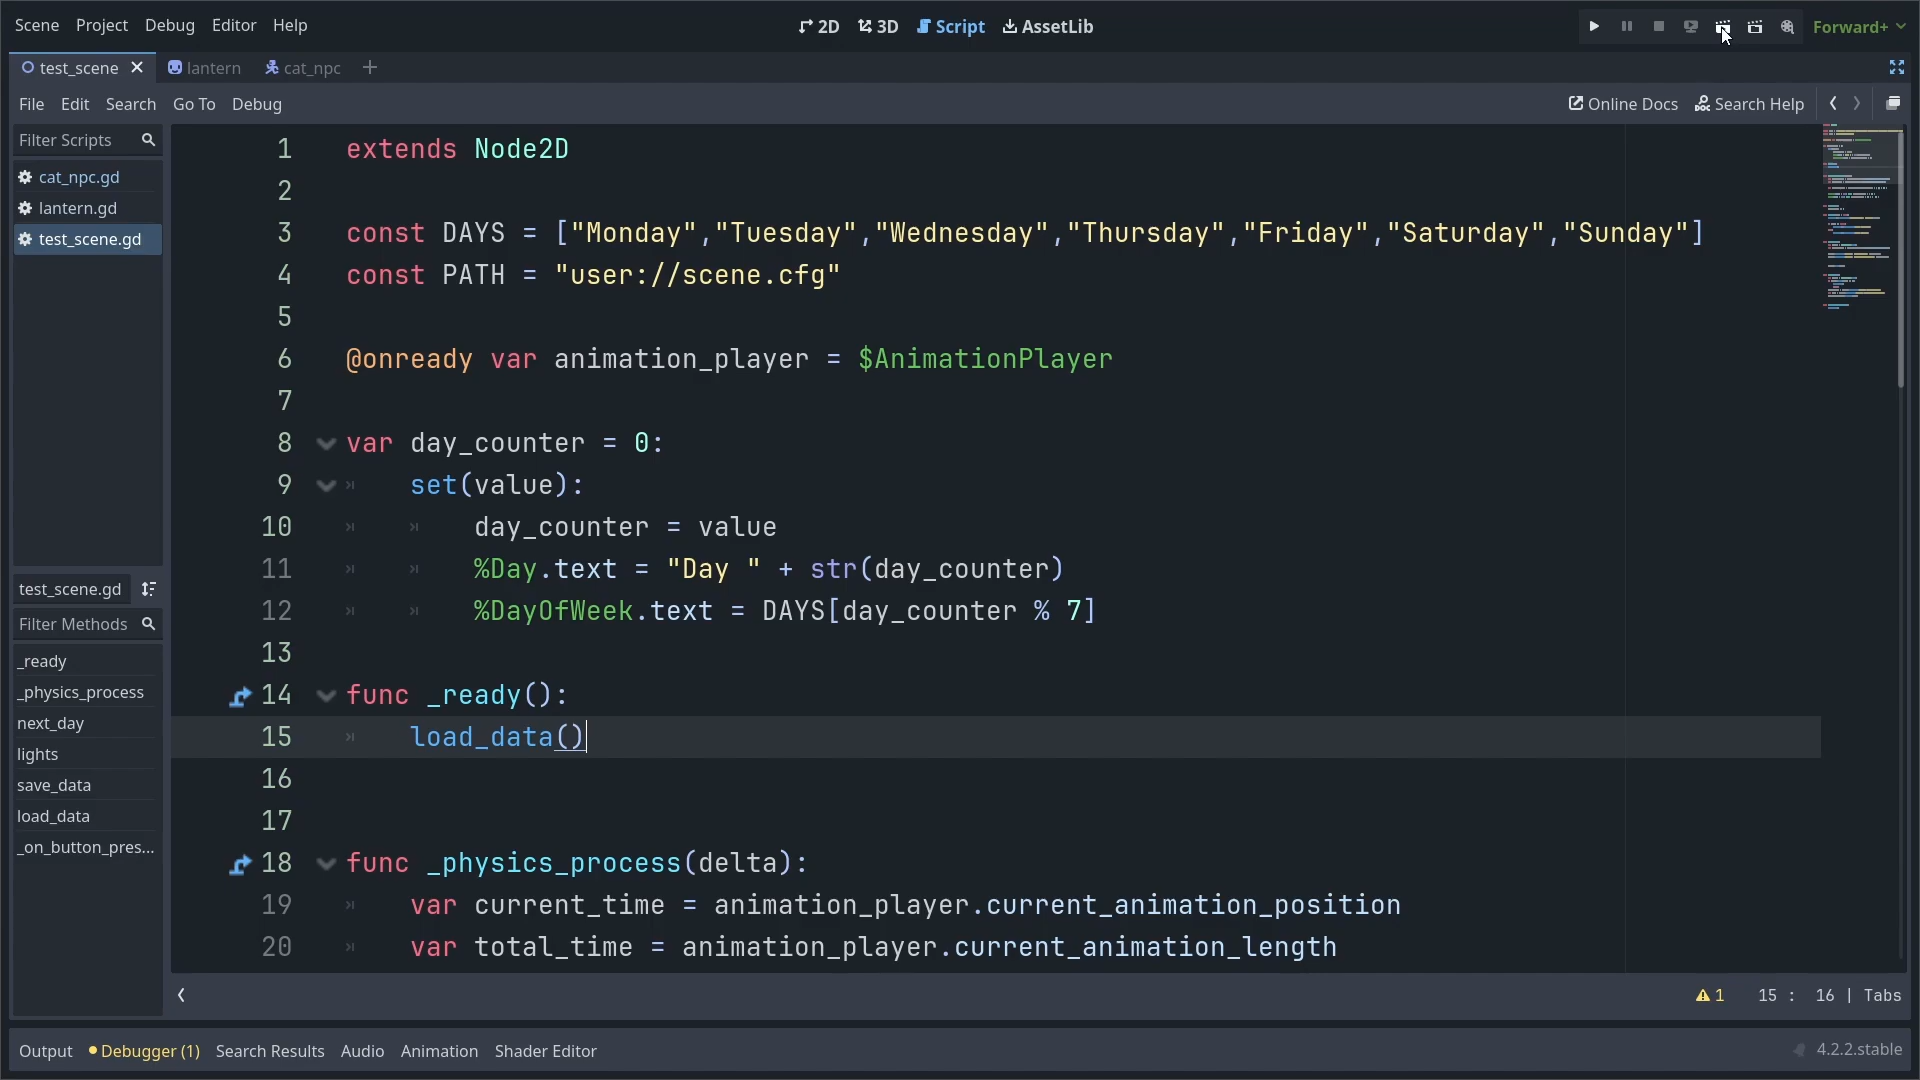 Scene Project Debug Editor Help
2D 3D Script AssetLib
Forward+
test_scene lantern cat_npc
File Edit Search Go To Debug
Online Docs Search Help
Filter Scripts
cat_npc.gd
lantern.gd
test_scene.gd
test_scene.gd
Filter Methods
_ready
_physics_process
next_day
lights
save_data
load_data
_on_button_pres...
1 extends Node2D
2
3 const DAYS = ["Monday","Tuesday","Wednesday","Thursday","Friday","Saturday","Sunday"]
4 const PATH = "user://scene.cfg"
5
6 @onready var animation_player = $AnimationPlayer
7
8 var day_counter = 0:
9 set(value):
10 day_counter = value
11 %Day.text = "Day " + str(day_counter)
12 %DayOfWeek.text = DAYS[day_counter % 7]
13
14 func _ready():
15 load_data()
16
17
18 func _physics_process(delta):
19 var current_time = animation_player.current_animation_position
20 var total_time = animation_player.current_animation_length
1 15 : 16 | Tabs
Output Debugger (1) Search Results Audio Animation Shader Editor
4.2.2.stable